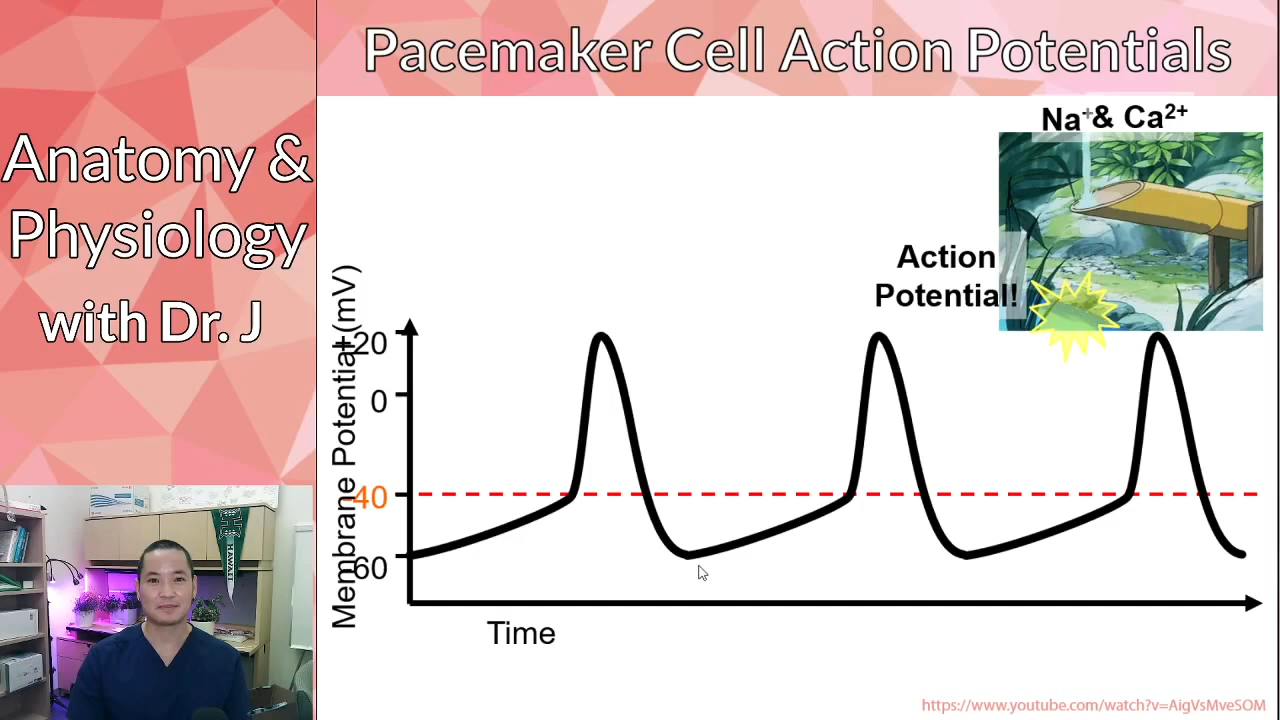 Anatomy &
Physiology
with Dr. J
Pacemaker Cell Action Potentials
Na⁺& Ca²⁺
Action
Potential!
Membrane Potential (mV)
20
0
40
60
Time
HAWAII
https://www.youtube.com/watch?v=AigVsMveSOM